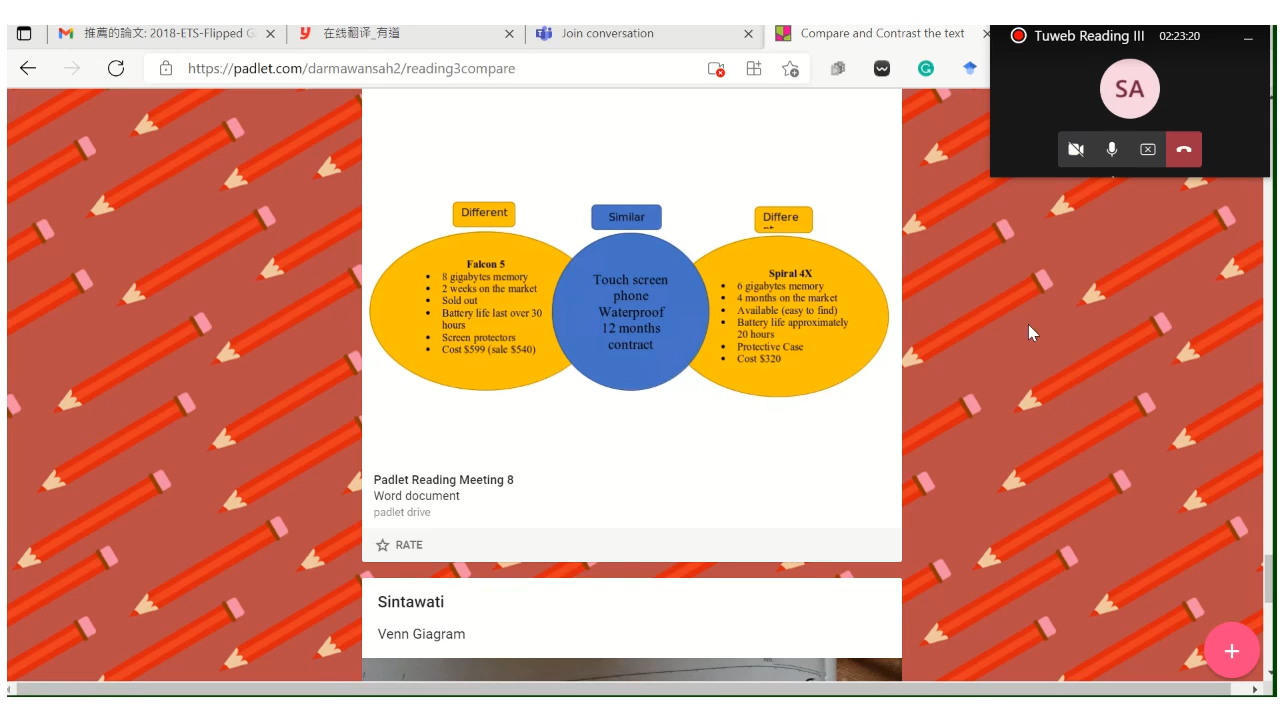 推薦的論文: 2018-ETS-Flipped
在线翻译_有道
Join conversation
Compare and Contrast the text
Tuweb Reading III 02:23:20
https://padlet.com/darmawansah2/reading3compare
SA
Different
Similar
Differe
Falcon 5
• 8 gigabytes memory
• 2 weeks on the market
• Sold out
• Battery life last over 30
hours
• Screen protectors
• Cost $599 (sale $540)
Touch screen
phone
Waterproof
12 months
contract
Spiral 4X
• 6 gigabytes memory
• 4 months on the market
• Available (easy to find)
• Battery life approximately
20 hours
• Protective Case
• Cost $320
Padlet Reading Meeting 8
Word document
padlet drive
RATE
Sintawati
Venn Giagram